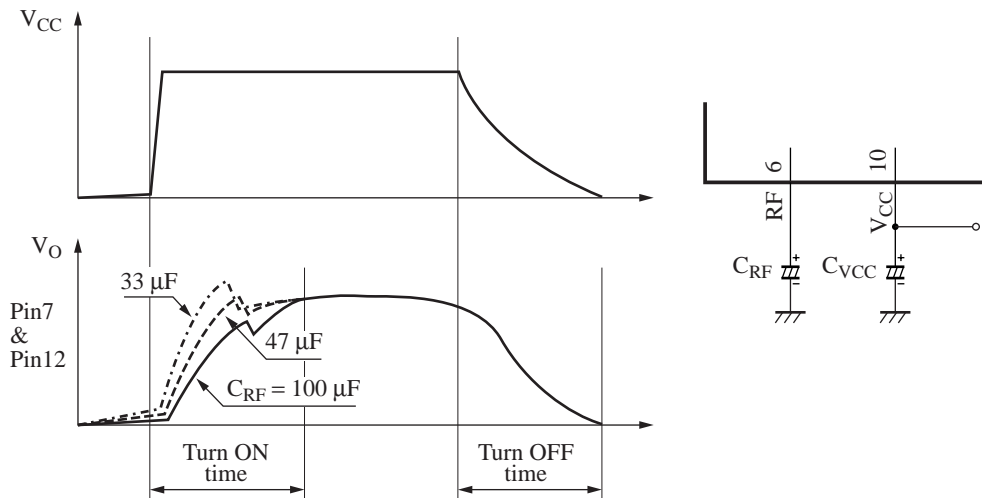 VCC
VO
Pin7
&
Pin12
33 μF
47 μF
CRF = 100 μF
Turn ON
time
Turn OFF
time
6
10
RF
VCC
CRF
+
-
CVCC
+
-